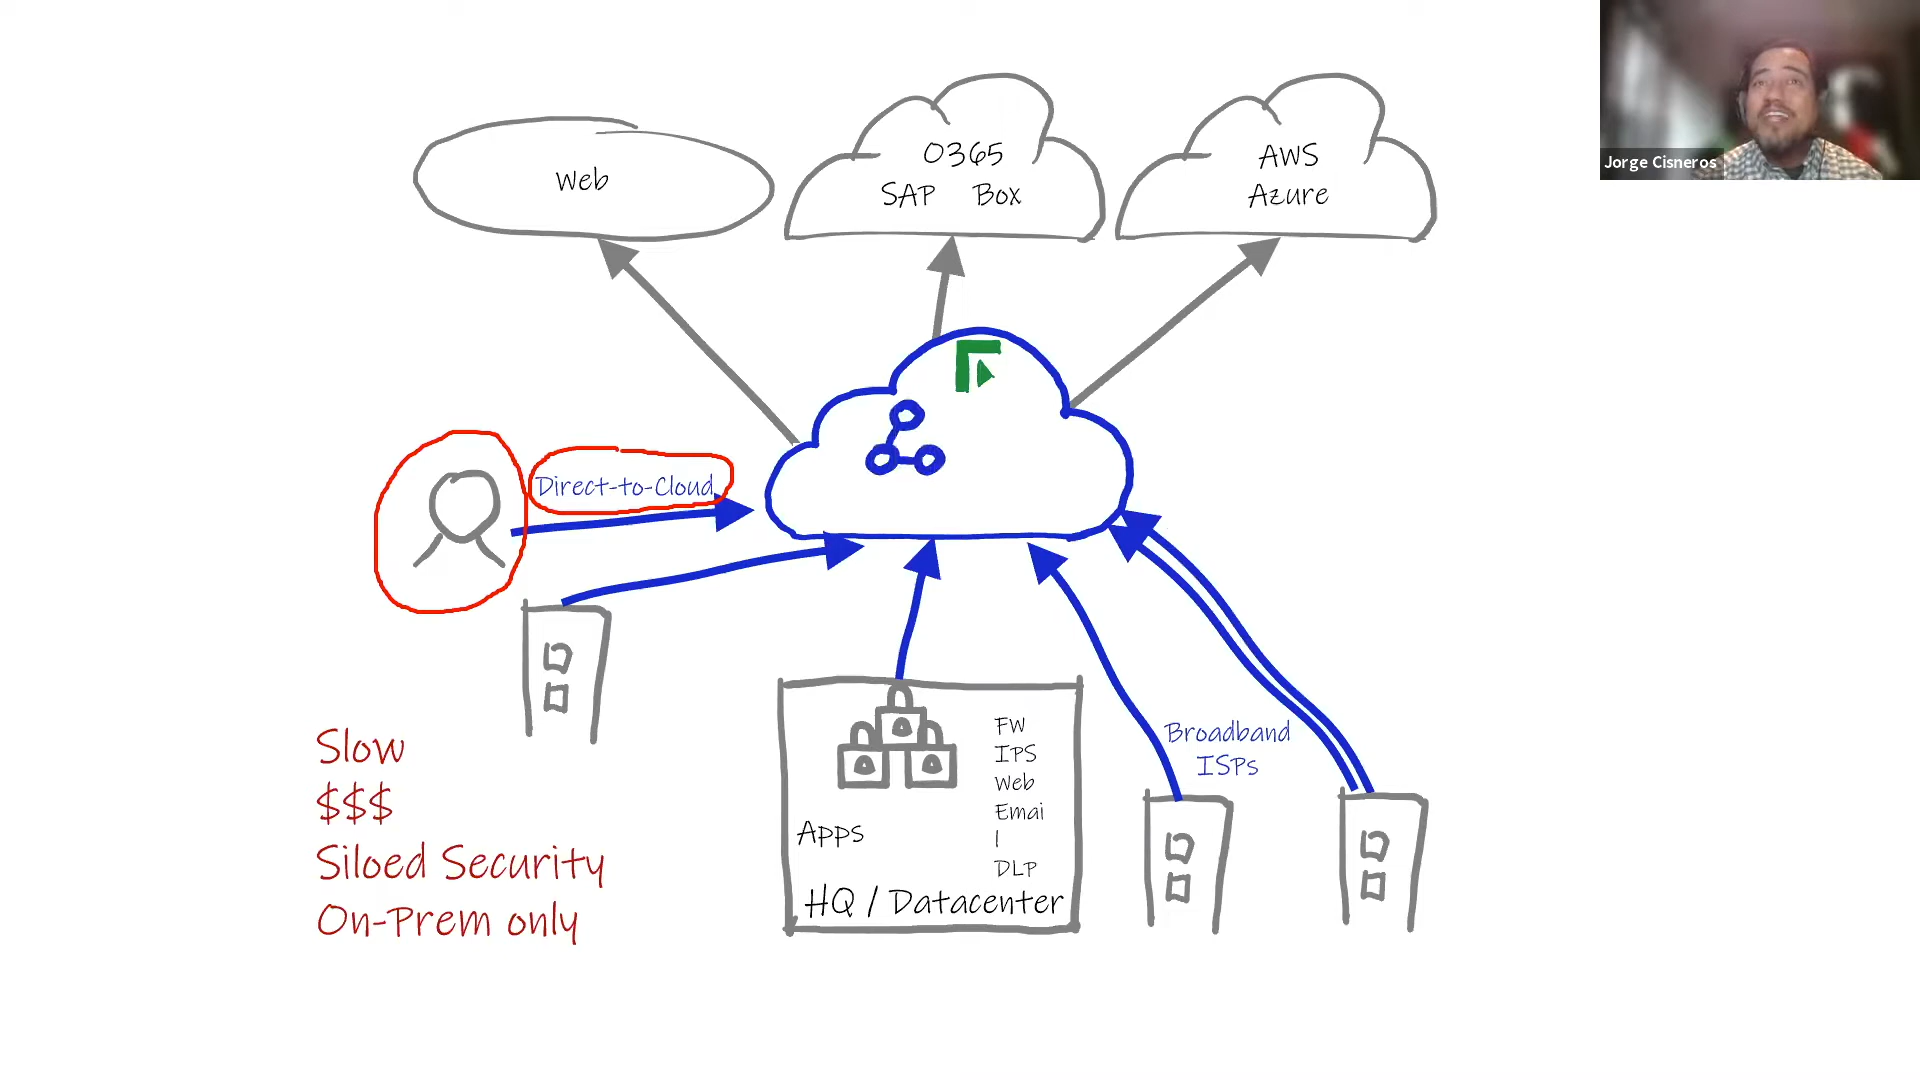 Jorge Cisneros
Web
O365
SAP Box
AWS
Azure
Direct-to-Cloud
Slow
$$$
Siloed Security
On-Prem only
FW
IPS
Web
Emai
l
DLP
Apps
HQ / Datacenter
Broadband
ISPs